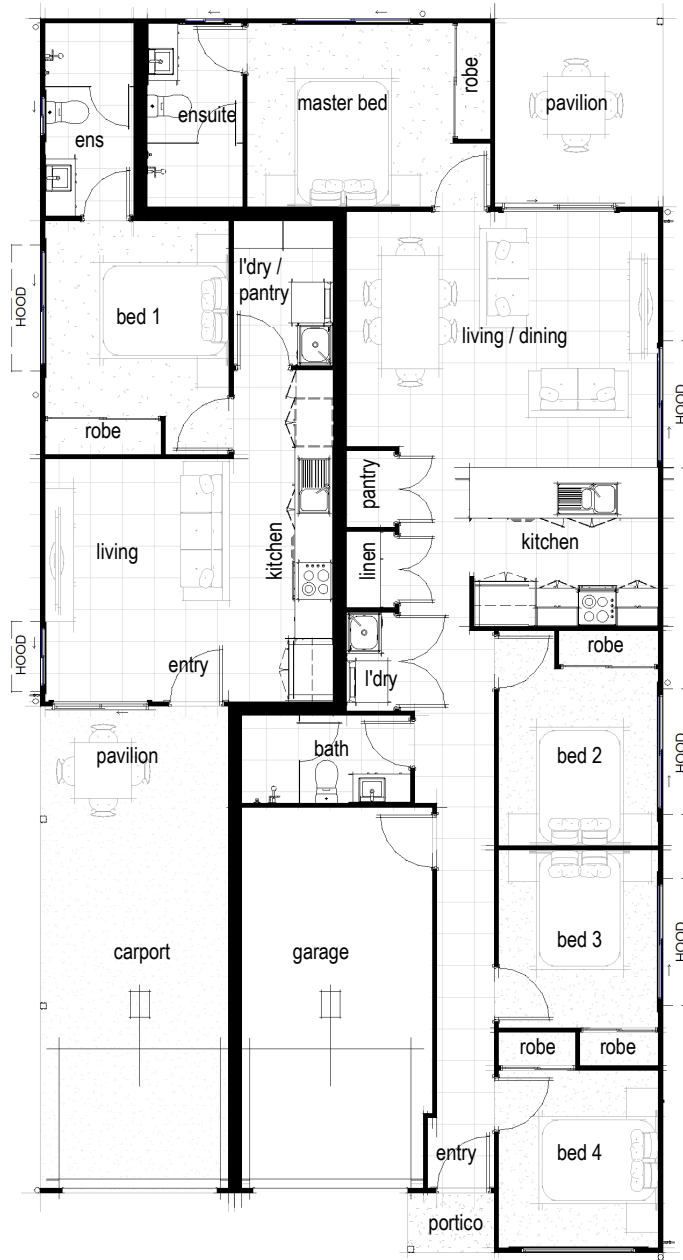 robe
master bed
pavilion
ensuite
ens
l'dry /
pantry
HOOD
bed 1
living / dining
HOOD
robe
pantry
living
kitchen
linen
kitchen
HOOD
entry
l'dry
robe
bath
pavilion
bed 2
HOOD
carport
garage
bed 3
HOOD
robe
robe
entry
bed 4
portico